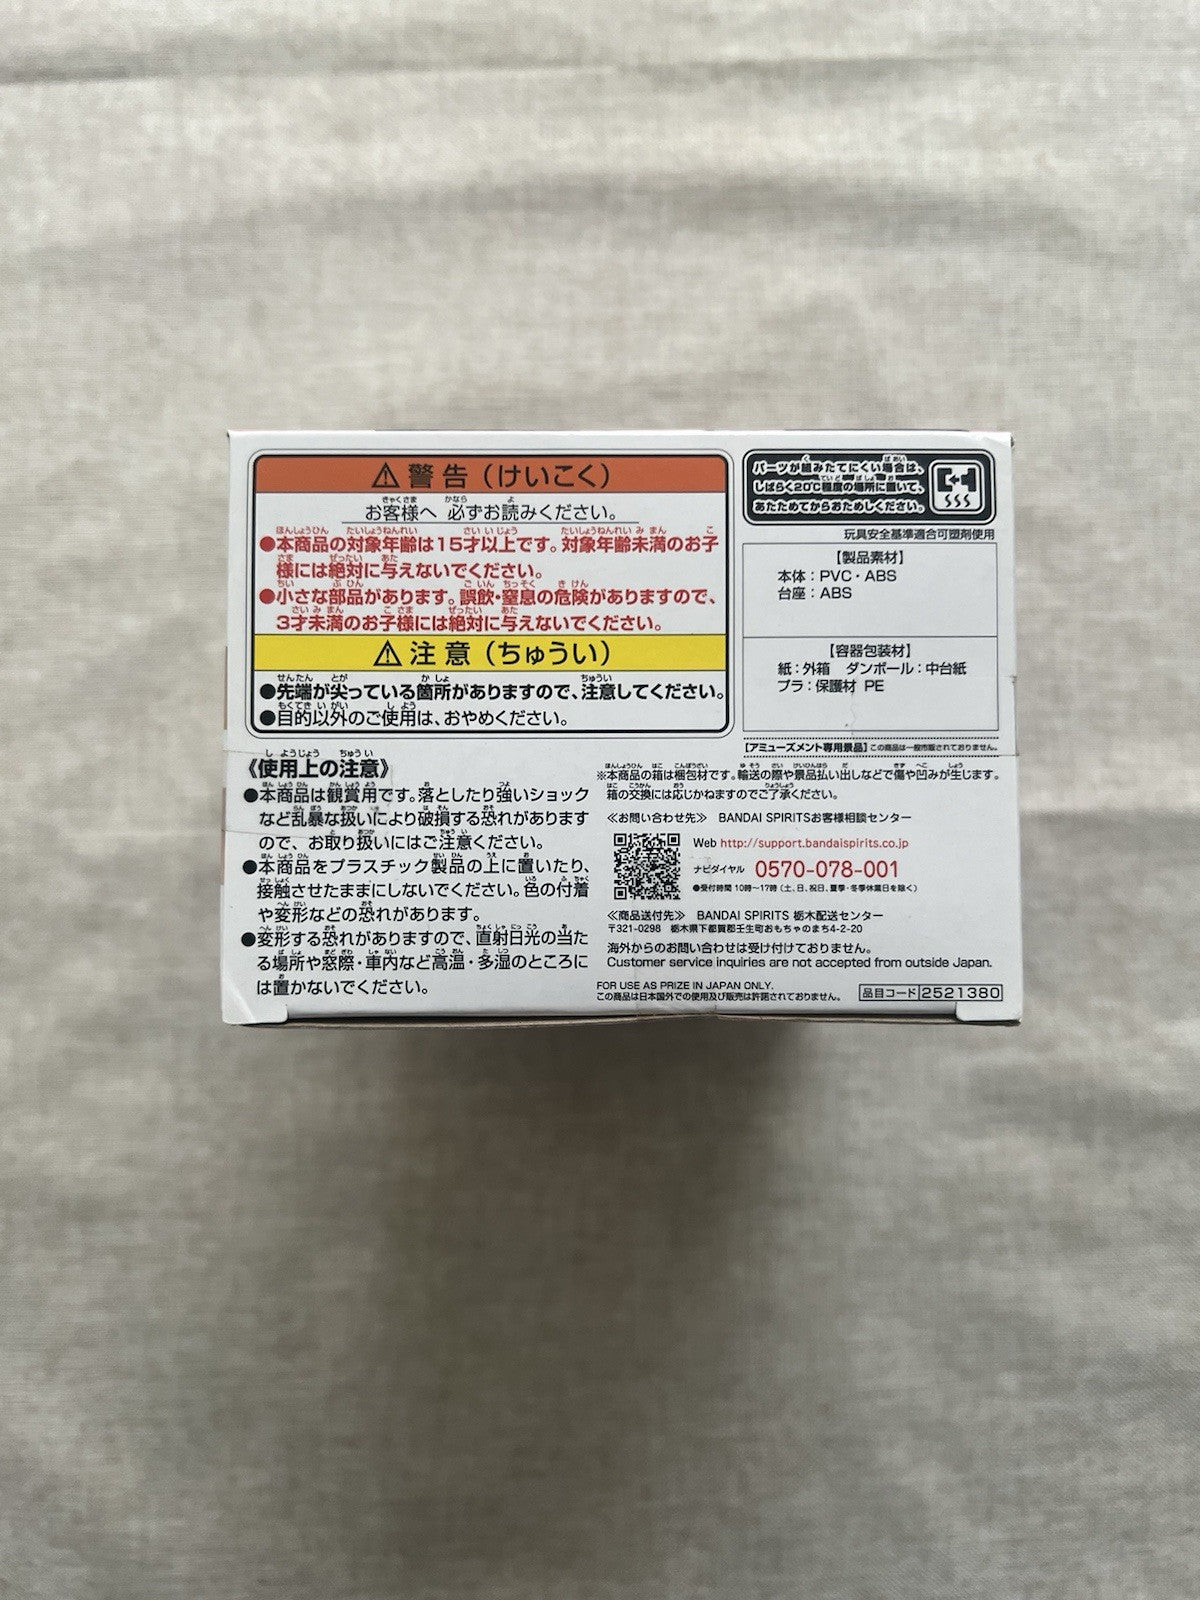 ⚠警告（けいこく）
お客様へ 必ずお読みください。
●本商品の対象年齢は15才以上です。対象年齢未満のお子
様には絶対に与えないでください。
●小さな部品があります。誤飲・窒息の危険がありますので、
3才未満のお子様には絶対に与えないでください。
⚠注意（ちゅうい）
●先端が尖っている箇所がありますので、注意してください。
●目的以外のご使用は、おやめください。
《使用上の注意》
●本商品は観賞用です。落としたり強いショック
など乱暴な扱いにより破損する恐れがあります
ので、お取り扱いにはご注意ください。
●本商品をプラスチック製品の上に置いたり、
接触させたままにしないでください。色の付着
や変形などの恐れがあります。
●変形する恐れがありますので、直射日光の当た
る場所や窓際・車内など高温・多湿のところに
は置かないでください。
パーツが組みたてにくい場合は、
しばらく20℃程度の場所に置いて、
あたためてからおためしください。
玩具安全基準適合可塑剤使用
【製品素材】
本体：PVC・ABS
台座：ABS
【容器包装材】
紙：外箱 ダンボール：中台紙
プラ：保護材 PE
【アミューズメント専用景品】この商品は一般市販されておりません。
※本商品の箱は梱包材です。輸送の際や景品払い出しなどで傷や凹みが生じます。
箱の交換には応じかねますのでご了承ください。
≪お問い合わせ先≫ BANDAI SPIRITSお客様相談センター
Web http://support.bandaispirits.co.jp
ナビダイヤル 0570-078-001
●受付時間 10時～17時（土、日、祝日、夏季・冬季休業日を除く）
≪商品送付先≫ BANDAI SPIRITS 栃木配送センター
〒321-0298 栃木県下都賀郡壬生町おもちゃのまち4-2-20
海外からのお問い合わせは受け付けておりません。
Customer service inquiries are not accepted from outside Japan.
FOR USE AS PRIZE IN JAPAN ONLY.
この商品は日本国外での使用及び販売は許諾されておりません。
品目コード 2521380